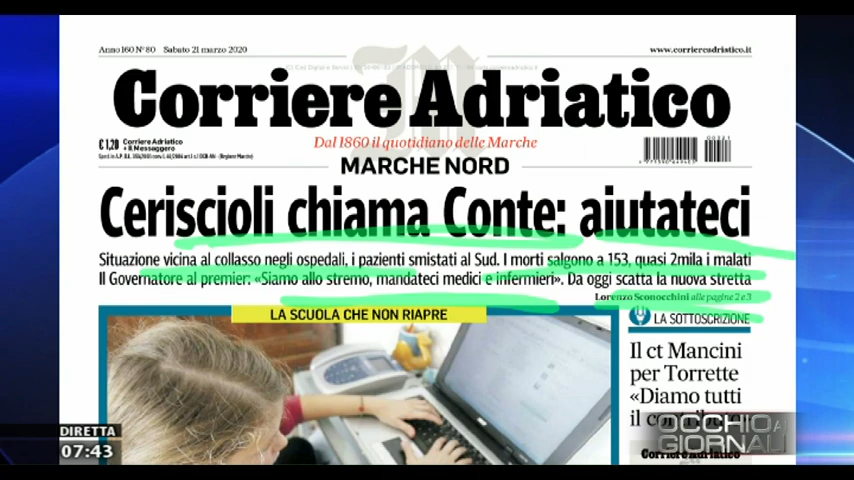 Anno 160 N° 80 Sabato 21 marzo 2020
www.corriereadriatico.it
Corriere Adriatico
€ 1,20 Corriere Adriatico
+ Il Messaggero
Dal 1860 il quotidiano delle Marche
MARCHE NORD
Ceriscioli chiama Conte: aiutateci
Situazione vicina al collasso negli ospedali, i pazienti smistati al Sud. I morti salgono a 153, quasi 2mila i malati
Il Governatore al premier: «Siamo allo stremo, mandateci medici e infermieri». Da oggi scatta la nuova stretta
Lorenzo Sconocchini alle pagine 2 e 3
LA SCUOLA CHE NON RIAPRE
LA SOTTOSCRIZIONE
Il ct Mancini
per Torrette
«Diamo tutti
il contributo»
Corriere Adriatico
DIRETTA
07:43
OCCHIO AI
GIORNALI